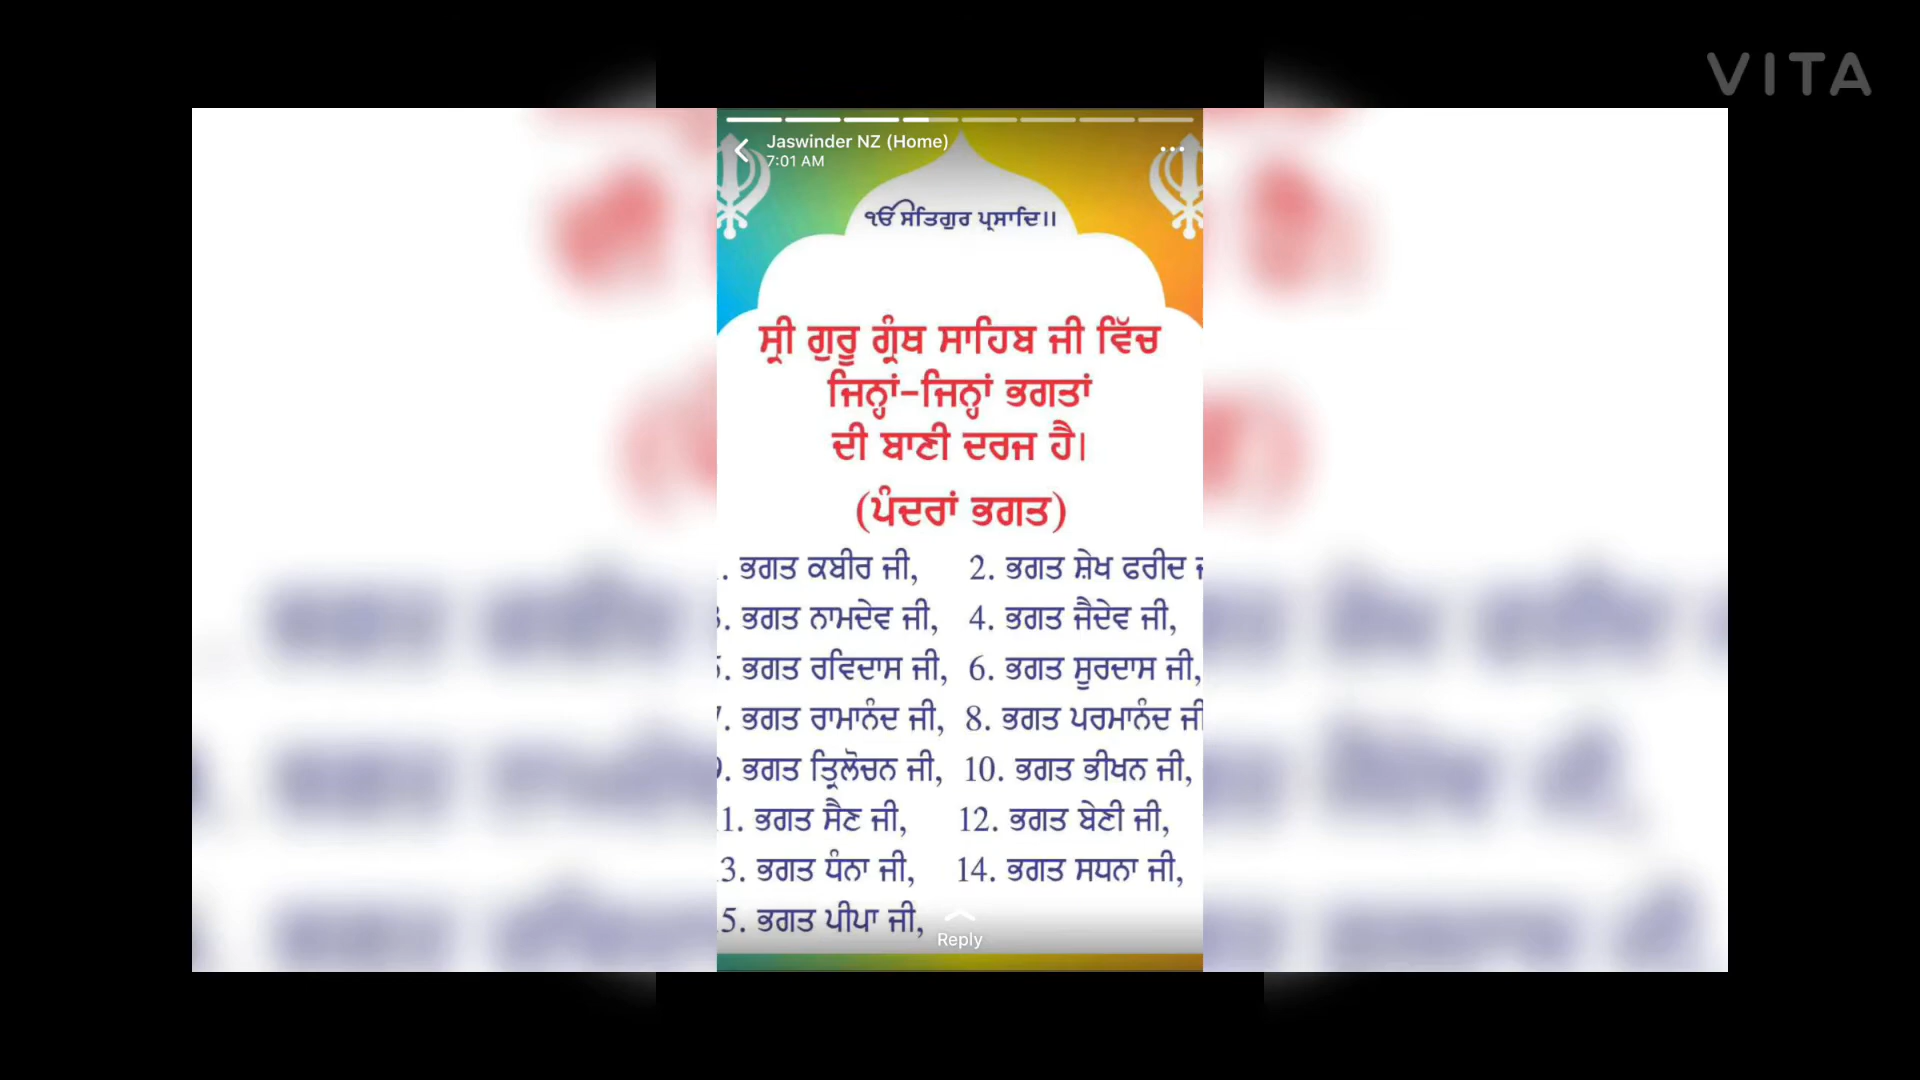 VITA
Jaswinder NZ (Home)
7:01 AM
ੴ ਸਤਿਗੁਰ ਪ੍ਰਸਾਦਿ।।
ਸ੍ਰੀ ਗੁਰੂ ਗ੍ਰੰਥ ਸਾਹਿਬ ਜੀ ਵਿੱਚ
ਜਿਨ੍ਹਾਂ-ਜਿਨ੍ਹਾਂ ਭਗਤਾਂ
ਦੀ ਬਾਣੀ ਦਰਜ ਹੈ।
(ਪੰਦਰਾਂ ਭਗਤ)
. ਭਗਤ ਕਬੀਰ ਜੀ, 2. ਭਗਤ ਸ਼ੇਖ ਫਰੀਦ
. ਭਗਤ ਨਾਮਦੇਵ ਜੀ, 4. ਭਗਤ ਜੈਦੇਵ ਜੀ,
. ਭਗਤ ਰਵਿਦਾਸ ਜੀ, 6. ਭਗਤ ਸੂਰਦਾਸ ਜੀ,
. ਭਗਤ ਰਾਮਾਨੰਦ ਜੀ, 8. ਭਗਤ ਪਰਮਾਨੰਦ ਜੀ
. ਭਗਤ ਤ੍ਰਿਲੋਚਨ ਜੀ, 10. ਭਗਤ ਭੀਖਨ ਜੀ,
1. ਭਗਤ ਸੈਣ ਜੀ, 12. ਭਗਤ ਬੇਣੀ ਜੀ,
3. ਭਗਤ ਧੰਨਾ ਜੀ, 14. ਭਗਤ ਸਧਨਾ ਜੀ,
5. ਭਗਤ ਪੀਪਾ ਜੀ,
Reply